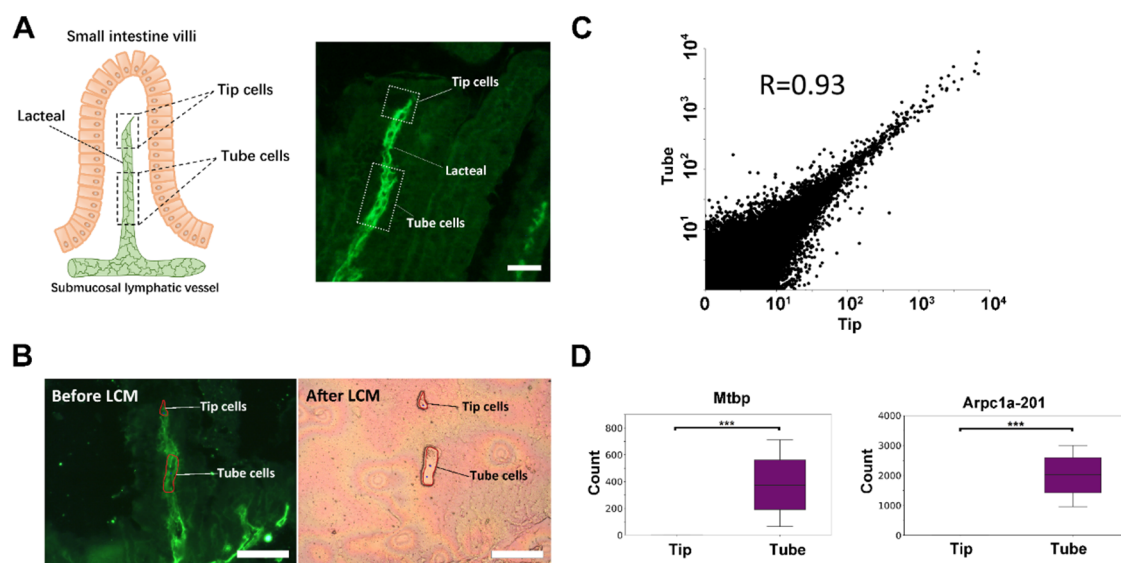 A
Small intestine villi
Tip cells
Lacteal
Tube cells
Submucosal lymphatic vessel
Tip cells
Lacteal
Tube cells
B
Before LCM
Tip cells
Tube cells
After LCM
Tip cells
Tube cells
C
R=0.93
Tube
10⁴
10³
10²
10¹
0
10¹
10²
10³
10⁴
Tip
D
Mtbp
***
Count
800
600
400
200
0
Tip
Tube
Arpc1a-201
***
Count
4000
3000
2000
1000
0
Tip
Tube